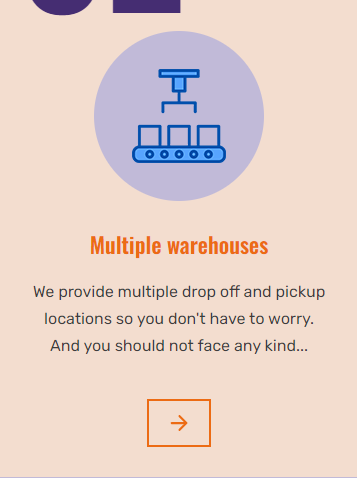 Multiple warehouses
We provide multiple drop off and pickup
locations so you don't have to worry.
And you should not face any kind...